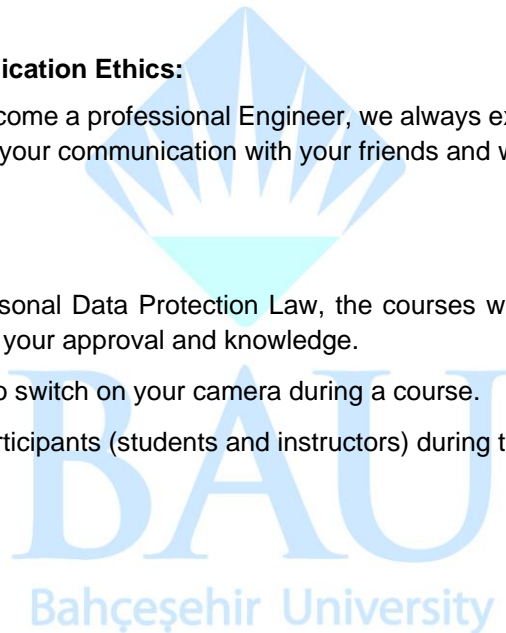 ication Ethics:
come a professional Engineer, we always ex
your communication with your friends and w
sonal Data Protection Law, the courses w
your approval and knowledge.
o switch on your camera during a course.
rticipants (students and instructors) during t
BAU
Bahçeşehir University